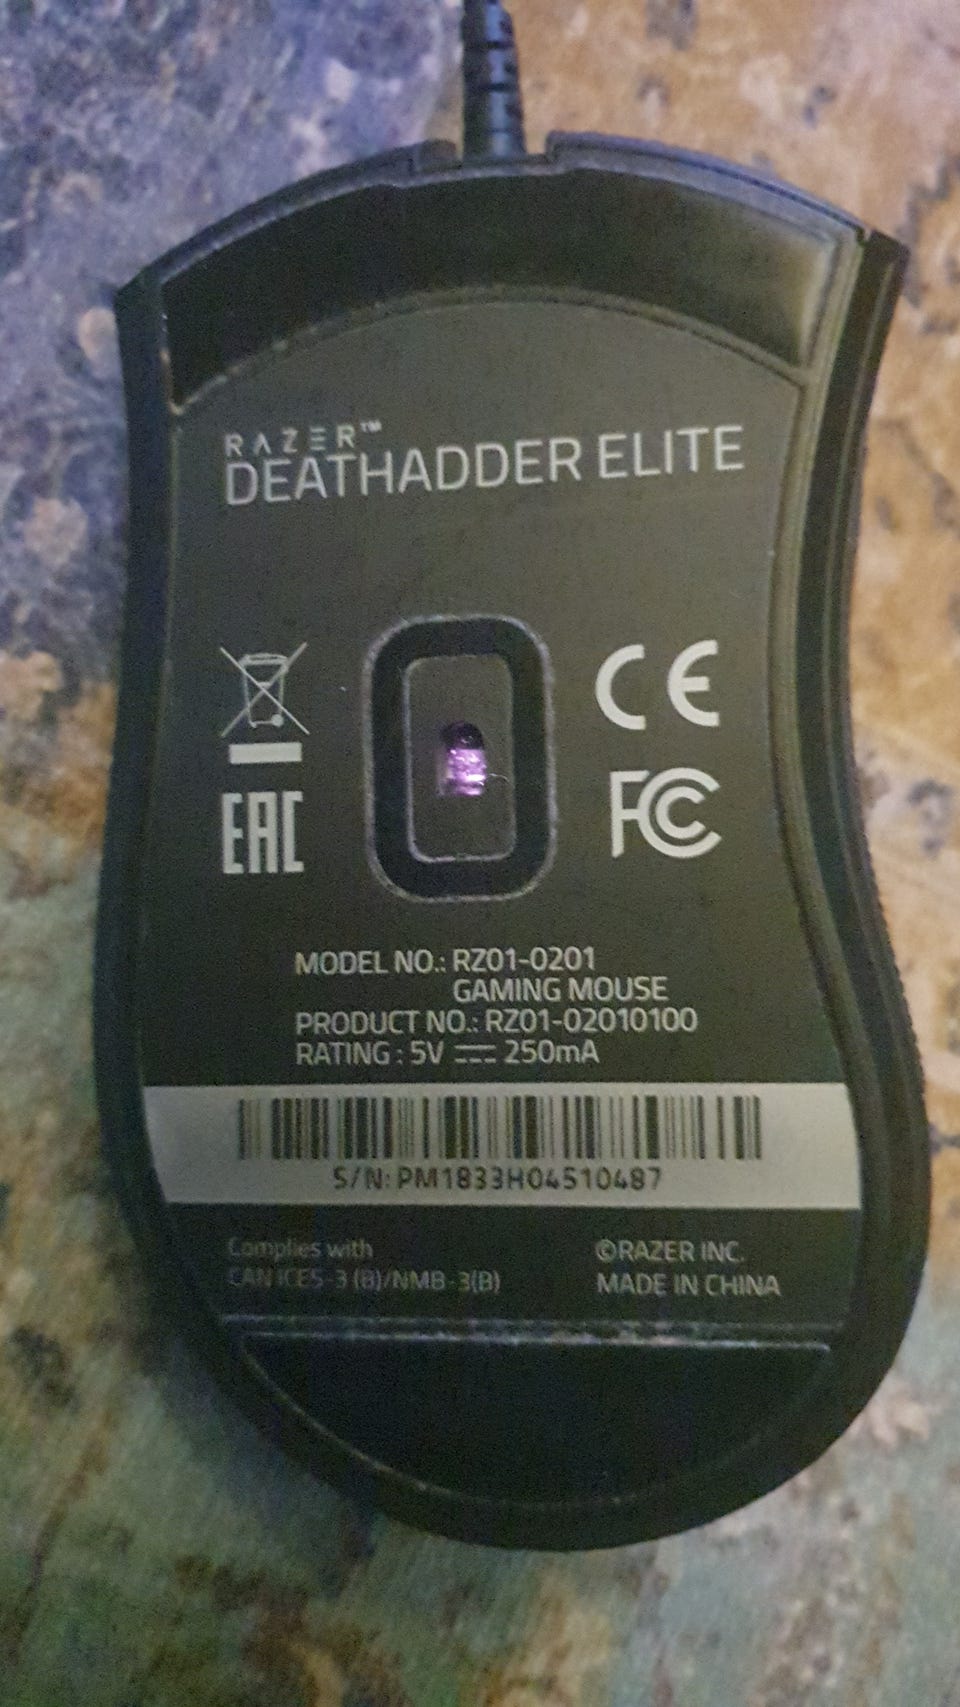 RAZER™
DEATHADDER ELITE
CE
EAC
FC
MODEL NO.: RZ01-0201
GAMING MOUSE
PRODUCT NO.: RZ01-02010100
RATING : 5V ⎓ 250mA
S/N: PM1833H04510487
Complies with
CAN ICES-3 (B)/NMB-3(B)
©RAZER INC.
MADE IN CHINA